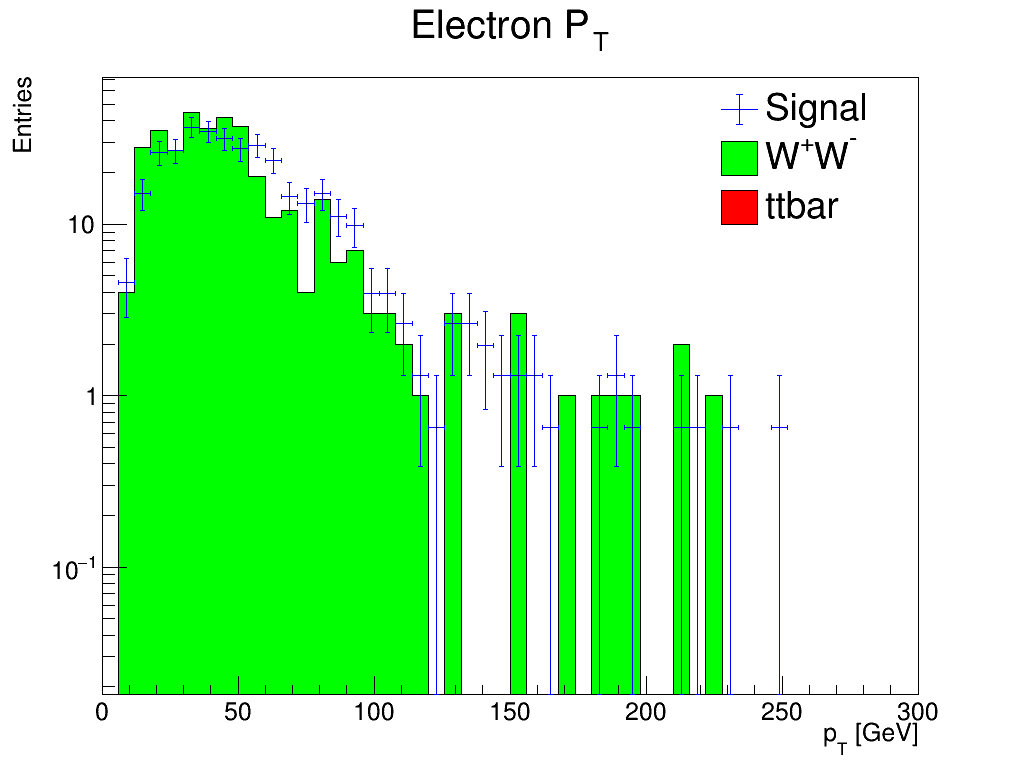 Electron P_T
Entries
Signal
W⁺W⁻
ttbar
10
1
10⁻¹
0 50 100 150 200 250 300
p_T [GeV]